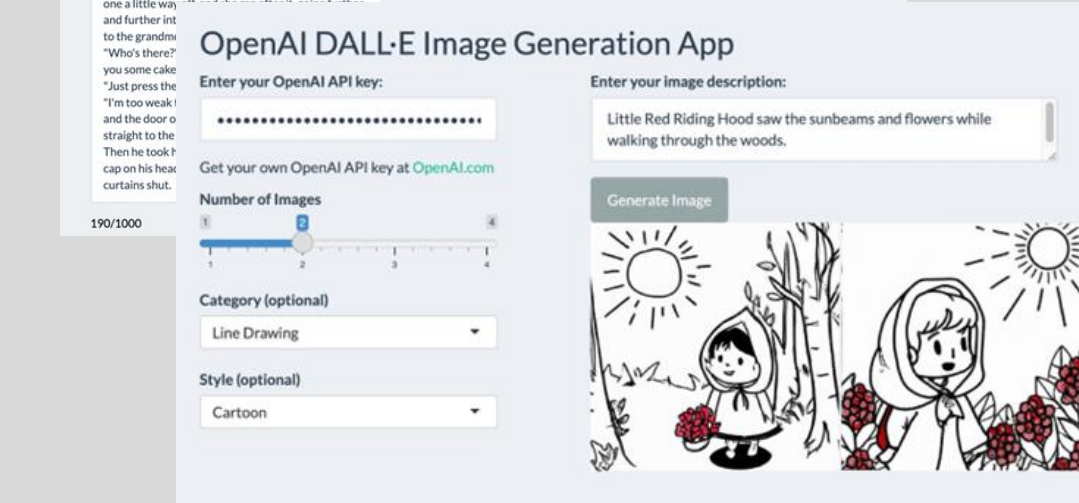 one a little way
and further int
to the grandm
"Who's there?"
you some cake
"Just press the
"I'm too weak
and the door o
straight to the
Then he took h
cap on his head
curtains shut.
190/1000
OpenAI DALL·E Image Generation App
Enter your OpenAI API key:
Get your own OpenAI API key at OpenAI.com
Number of Images
1 2 4
1 2 3 4
Category (optional)
Line Drawing
Style (optional)
Cartoon
Enter your image description:
Little Red Riding Hood saw the sunbeams and flowers while
walking through the woods.
Generate Image